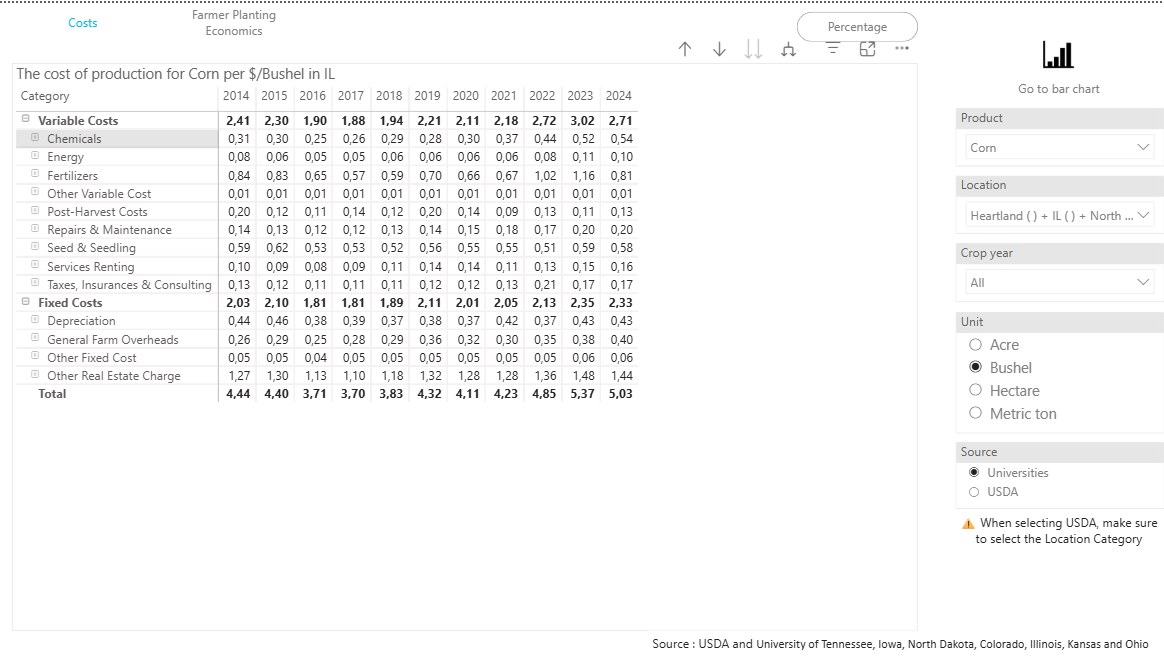 Costs
Farmer Planting
Economics
Percentage
The cost of production for Corn per $/Bushel in IL
Category 2014 2015 2016 2017 2018 2019 2020 2021 2022 2023 2024
Variable Costs 2,41 2,30 1,90 1,88 1,94 2,21 2,11 2,18 2,72 3,02 2,71
Chemicals 0,31 0,30 0,25 0,26 0,29 0,28 0,30 0,37 0,44 0,52 0,54
Energy 0,08 0,06 0,05 0,05 0,06 0,06 0,06 0,06 0,08 0,11 0,10
Fertilizers 0,84 0,83 0,65 0,57 0,59 0,70 0,66 0,67 1,02 1,16 0,81
Other Variable Cost 0,01 0,01 0,01 0,01 0,01 0,01 0,01 0,01 0,01 0,01 0,01
Post-Harvest Costs 0,20 0,12 0,11 0,14 0,12 0,20 0,14 0,09 0,13 0,11 0,13
Repairs & Maintenance 0,14 0,13 0,12 0,12 0,13 0,14 0,15 0,18 0,17 0,20 0,20
Seed & Seedling 0,59 0,62 0,53 0,53 0,52 0,56 0,55 0,55 0,51 0,59 0,58
Services Renting 0,10 0,09 0,08 0,09 0,11 0,14 0,14 0,11 0,13 0,15 0,16
Taxes, Insurances & Consulting 0,13 0,12 0,11 0,11 0,11 0,12 0,12 0,13 0,21 0,17 0,17
Fixed Costs 2,03 2,10 1,81 1,81 1,89 2,11 2,01 2,05 2,13 2,35 2,33
Depreciation 0,44 0,46 0,38 0,39 0,37 0,38 0,37 0,42 0,37 0,43 0,43
General Farm Overheads 0,26 0,29 0,25 0,28 0,29 0,36 0,32 0,30 0,35 0,38 0,40
Other Fixed Cost 0,05 0,05 0,04 0,05 0,05 0,05 0,05 0,05 0,05 0,06 0,06
Other Real Estate Charge 1,27 1,30 1,13 1,10 1,18 1,32 1,28 1,28 1,36 1,48 1,44
Total 4,44 4,40 3,71 3,70 3,83 4,32 4,11 4,23 4,85 5,37 5,03
Go to bar chart
Product
Corn
Location
Heartland ( ) + IL ( ) + North ...
Crop year
All
Unit
Acre
Bushel
Hectare
Metric ton
Source
Universities
USDA
When selecting USDA, make sure
to select the Location Category
Source : USDA and University of Tennessee, Iowa, North Dakota, Colorado, Illinois, Kansas and Ohio